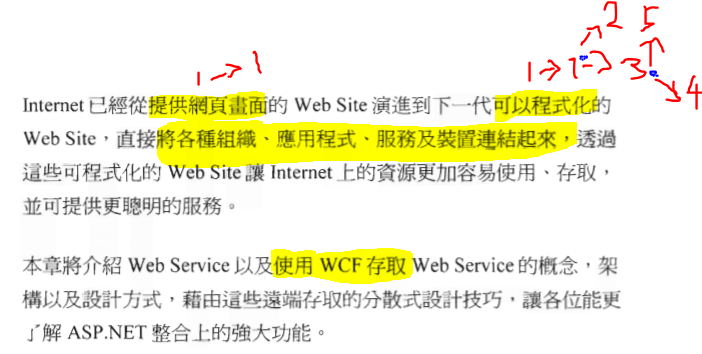 2 5
1→1 1→1→3 3 4
Internet 已經從提供網頁畫面的 Web Site 演進到下一代可以程式化的
Web Site，直接將各種組織、應用程式、服務及裝置連結起來，透過
這些可程式化的 Web Site 讓 Internet 上的資源更加容易使用、存取，
並可提供更聰明的服務。
本章將介紹 Web Service 以及使用 WCF 存取 Web Service 的概念，架
構以及設計方式，藉由這些遠端存取的分散式設計技巧，讓各位能更
了解 ASP.NET 整合上的強大功能。